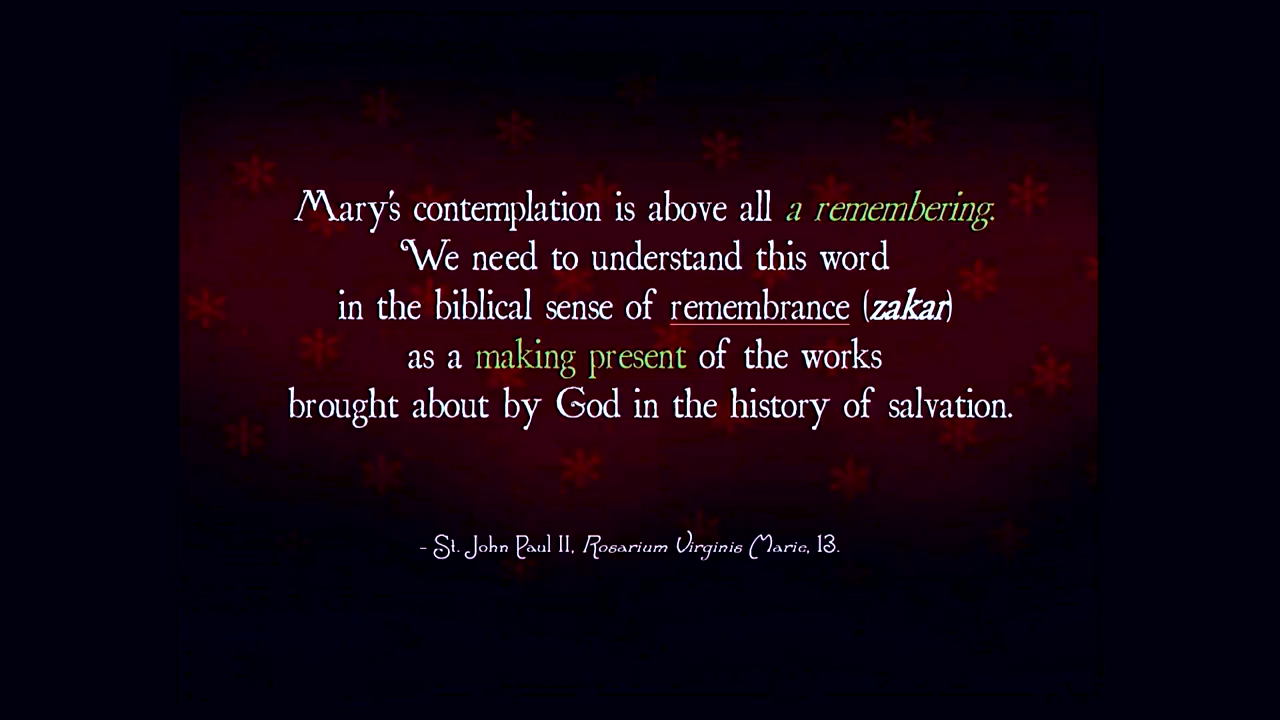 Mary's contemplation is above all a remembering.
We need to understand this word
in the biblical sense of remembrance (zakar)
as a making present of the works
brought about by God in the history of salvation.
- St. John Paul II, Rosarium Virginis Marie, 13.